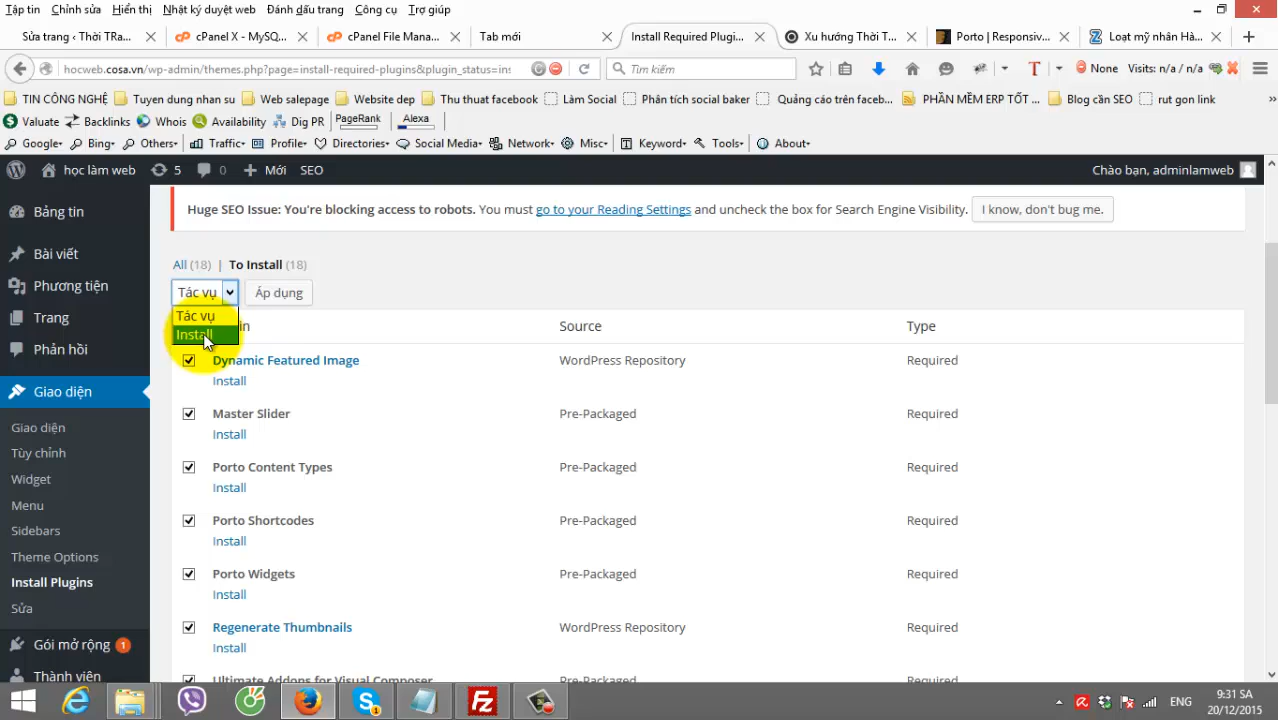 Tập tin Chỉnh sửa Hiển thị Nhật ký duyệt web Đánh dấu trang Công cụ Trợ giúp
Sửa trang ‹ Thời TRa... cPanel X - MySQ... cPanel File Mana... Tab mới Install Required Plugi... Xu hướng Thời T... Porto | Responsiv... Loạt mỹ nhân Hà...
hocweb.cosa.vn/wp-admin/themes.php?page=install-required-plugins&plugin_status=ins Tìm kiếm None Visits: n/a / n/a
TIN CÔNG NGHỆ Tuyen dung nhan su Web salepage Website dep Thu thuat facebook Làm Social Phân tích social baker Quảng cáo trên faceb... PHẦN MỀM ERP TỐT ... Blog cần SEO rut gon link »
Valuate Backlinks Whois Availability Dig PR PageRank Alexa
Google Bing Others Traffic Profile Directories Social Media Network Misc Keyword Tools About
học làm web 5 0 Mới SEO Chào bạn, adminlamweb
Huge SEO Issue: You're blocking access to robots. You must go to your Reading Settings and uncheck the box for Search Engine Visibility. I know, don't bug me.
Bảng tin
Bài viết
Phương tiện
Trang
Phản hồi
Giao diện
Giao diện
Tùy chỉnh
Widget
Menu
Sidebars
Theme Options
Install Plugins
Sửa
Gói mở rộng 1
Thành viên
All (18) | To Install (18)
Tác vụ Áp dụng
Tác vụ
Install
in Source Type
Dynamic Featured Image WordPress Repository Required
Install
Master Slider Pre-Packaged Required
Install
Porto Content Types Pre-Packaged Required
Install
Porto Shortcodes Pre-Packaged Required
Install
Porto Widgets Pre-Packaged Required
Install
Regenerate Thumbnails WordPress Repository Required
Install
Ultimate Addons for Visual Composer Pre-Packaged Required
ENG 9:31 SA
20/12/2015